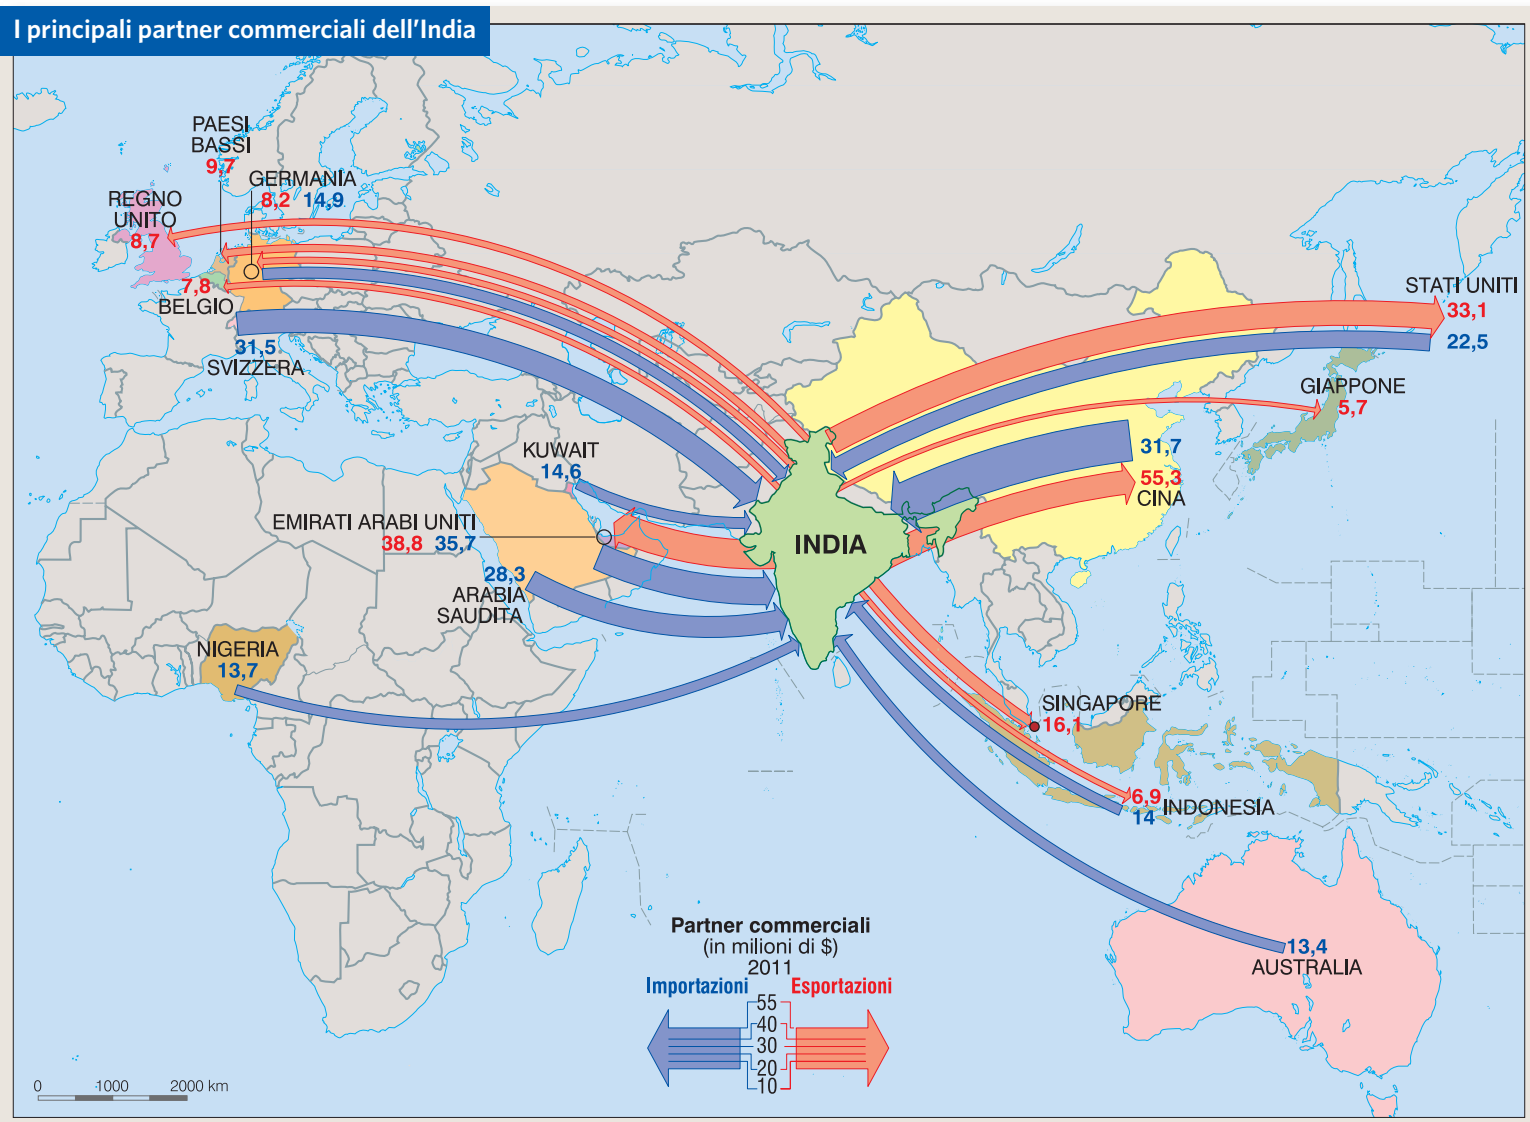 I principali partner commerciali dell'India
PAESI
BASSI
9,7
GERMANIA
8,2 14,9
REGNO
UNITO
8,7
7,8
BELGIO
31,5
SVIZZERA
STATI UNITI
33,1
22,5
GIAPPONE
5,7
31,7
55,3
CINA
KUWAIT
14,6
EMIRATI ARABI UNITI
38,8 35,7
INDIA
28,3
ARABIA
SAUDITA
NIGERIA
13,7
SINGAPORE
16,1
6,9
INDONESIA
14
13,4
AUSTRALIA
Partner commerciali
(in milioni di $)
2011
Importazioni Esportazioni
55
40
30
20
10
0 1000 2000 km